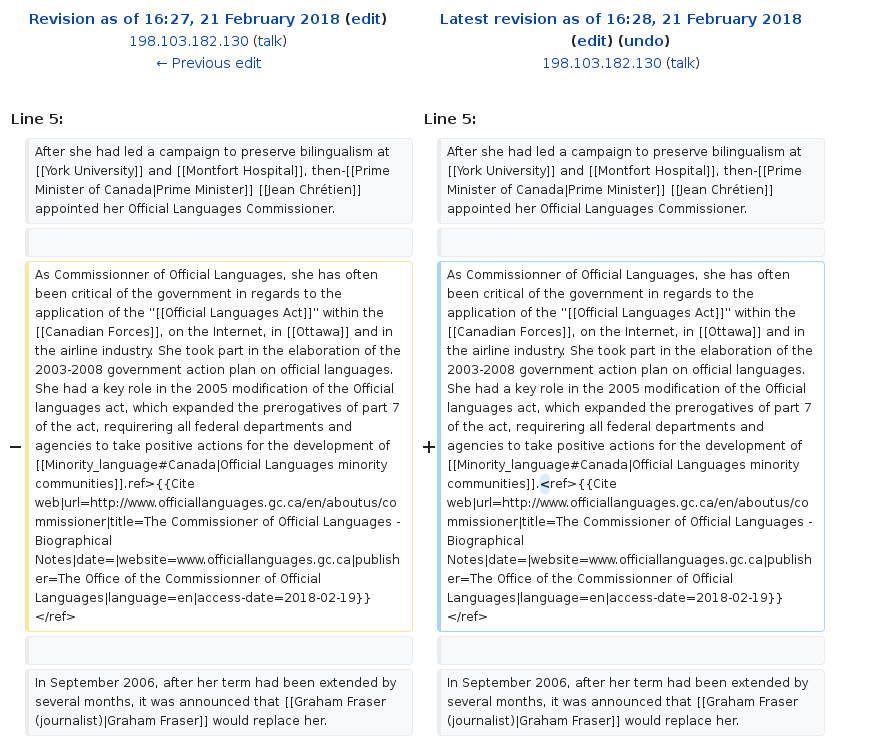 Revision as of 16:27, 21 February 2018 (edit)
198.103.182.130 (talk)
← Previous edit
Latest revision as of 16:28, 21 February 2018
(edit) (undo)
198.103.182.130 (talk)
Line 5:
After she had led a campaign to preserve bilingualism at
[[York University]] and [[Montfort Hospital]], then-[[Prime
Minister of Canada|Prime Minister]] [[Jean Chrétien]]
appointed her Official Languages Commissioner.
−
As Commissionner of Official Languages, she has often
been critical of the government in regards to the
application of the "[[Official Languages Act]]" within the
[[Canadian Forces]], on the Internet, in [[Ottawa]] and in
the airline industry. She took part in the elaboration of the
2003-2008 government action plan on official languages.
She had a key role in the 2005 modification of the Official
languages act, which expanded the prerogatives of part 7
of the act, requirering all federal departments and
agencies to take positive actions for the development of
[[Minority_language#Canada|Official Languages minority
communities]].ref>{{Cite
web|url=http://www.officiallanguages.gc.ca/en/aboutus/co
mmissioner|title=The Commissioner of Official Languages -
Biographical
Notes|date=|website=www.officiallanguages.gc.ca|publish
er=The Office of the Commissionner of Official
Languages|language=en|access-date=2018-02-19}}
</ref>
In September 2006, after her term had been extended by
several months, it was announced that [[Graham Fraser
(journalist)|Graham Fraser]] would replace her.
Line 5:
After she had led a campaign to preserve bilingualism at
[[York University]] and [[Montfort Hospital]], then-[[Prime
Minister of Canada|Prime Minister]] [[Jean Chrétien]]
appointed her Official Languages Commissioner.
+
As Commissionner of Official Languages, she has often
been critical of the government in regards to the
application of the "[[Official Languages Act]]" within the
[[Canadian Forces]], on the Internet, in [[Ottawa]] and in
the airline industry. She took part in the elaboration of the
2003-2008 government action plan on official languages.
She had a key role in the 2005 modification of the Official
languages act, which expanded the prerogatives of part 7
of the act, requirering all federal departments and
agencies to take positive actions for the development of
[[Minority_language#Canada|Official Languages minority
communities]].<ref>{{Cite
web|url=http://www.officiallanguages.gc.ca/en/aboutus/co
mmissioner|title=The Commissioner of Official Languages -
Biographical
Notes|date=|website=www.officiallanguages.gc.ca|publish
er=The Office of the Commissionner of Official
Languages|language=en|access-date=2018-02-19}}
</ref>
In September 2006, after her term had been extended by
several months, it was announced that [[Graham Fraser
(journalist)|Graham Fraser]] would replace her.